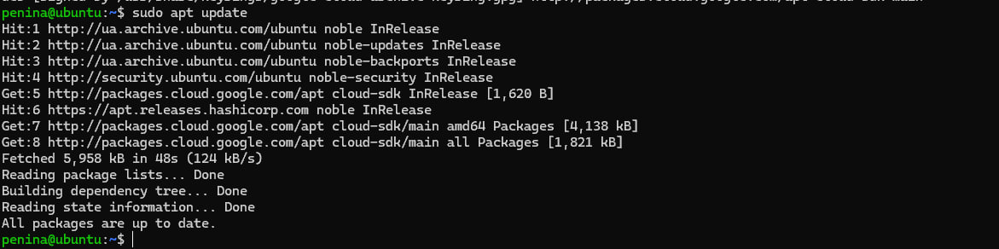 penina@ubuntu:~$ sudo apt update
Hit:1 http://ua.archive.ubuntu.com/ubuntu noble InRelease
Hit:2 http://ua.archive.ubuntu.com/ubuntu noble-updates InRelease
Hit:3 http://ua.archive.ubuntu.com/ubuntu noble-backports InRelease
Hit:4 http://security.ubuntu.com/ubuntu noble-security InRelease
Get:5 http://packages.cloud.google.com/apt cloud-sdk InRelease [1,620 B]
Hit:6 https://apt.releases.hashicorp.com noble InRelease
Get:7 http://packages.cloud.google.com/apt cloud-sdk/main amd64 Packages [4,138 kB]
Get:8 http://packages.cloud.google.com/apt cloud-sdk/main all Packages [1,821 kB]
Fetched 5,958 kB in 48s (124 kB/s)
Reading package lists... Done
Building dependency tree... Done
Reading state information... Done
All packages are up to date.
penina@ubuntu:~$